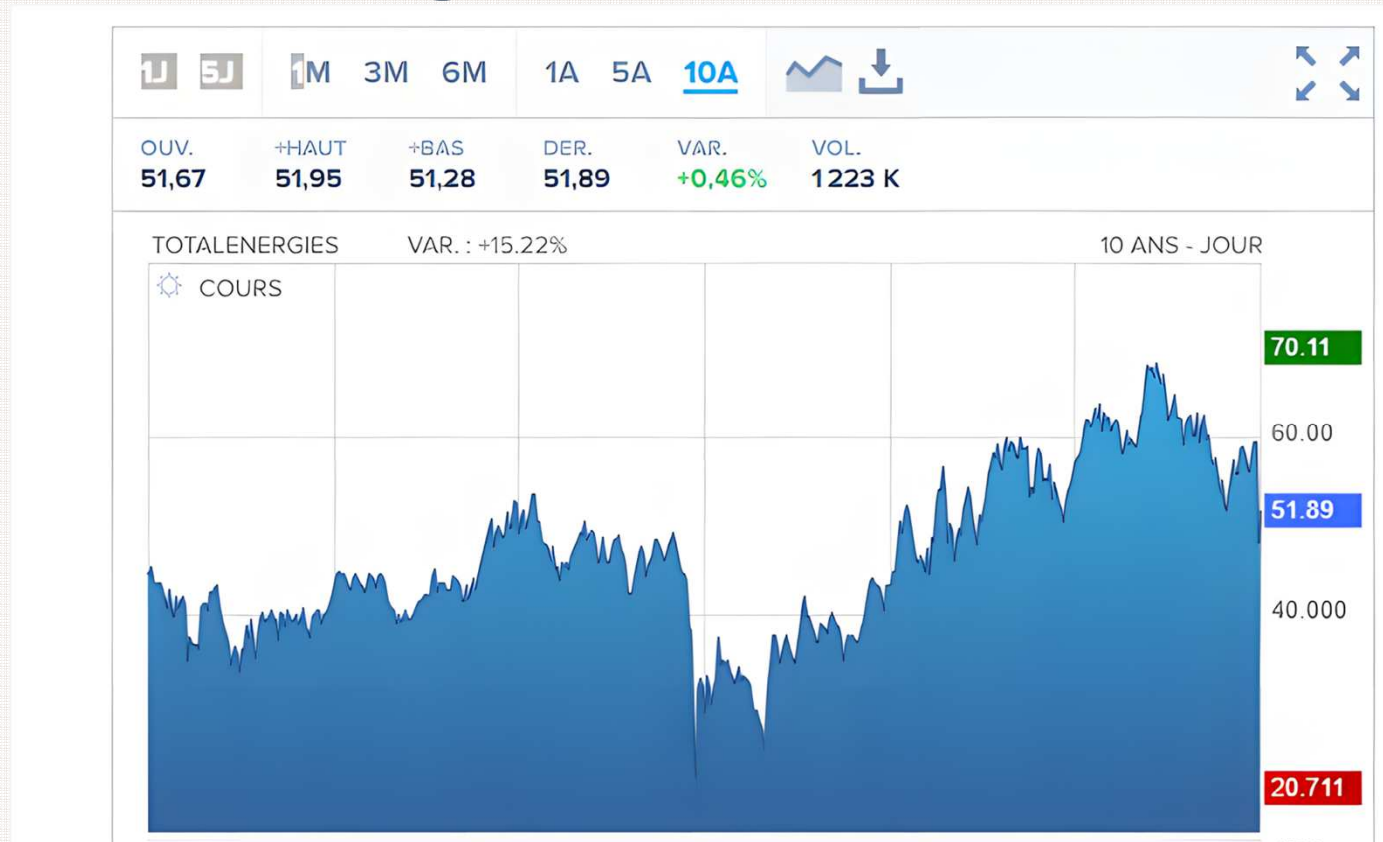 1J 5J 1M 3M 6M 1A 5A 10A
OUV. +HAUT +BAS DER. VAR. VOL.
51,67 51,95 51,28 51,89 +0,46% 1 223 K
TOTALENERGIES VAR. : +15.22% 10 ANS - JOUR
COURS
70.11
60.00
51.89
40.000
20.711